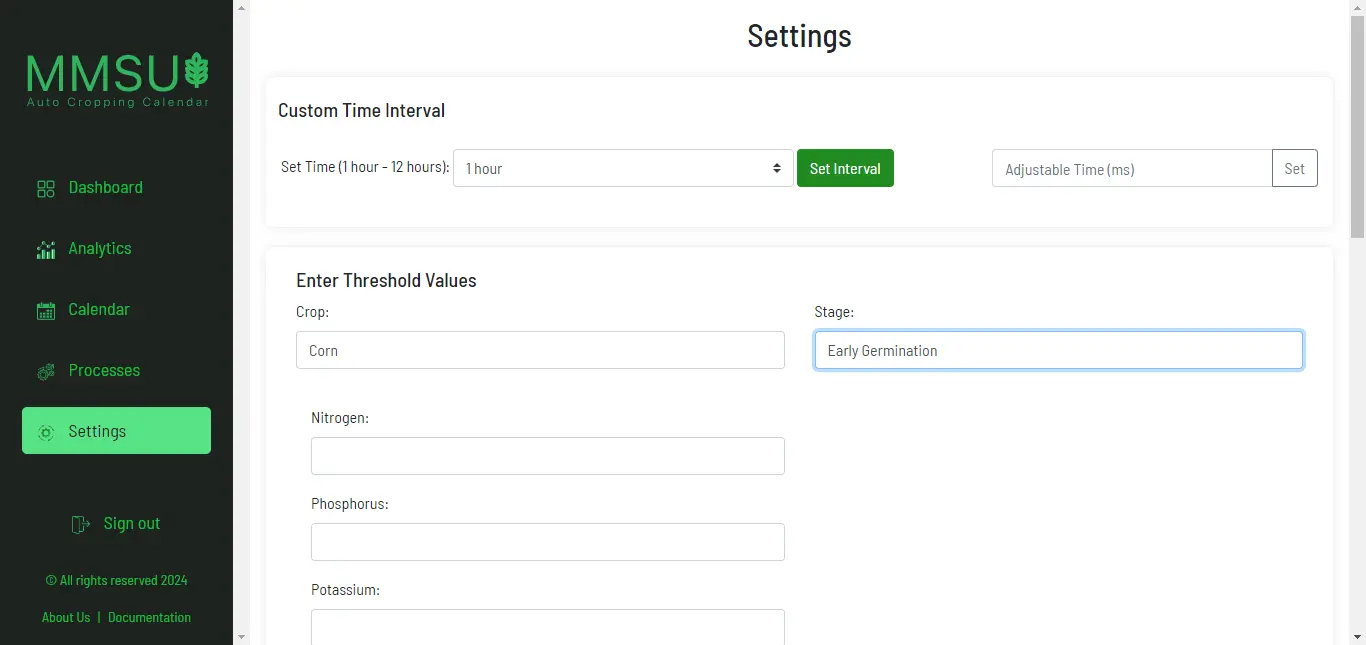 MMSU
Auto Cropping Calendar
Dashboard
Analytics
Calendar
Processes
Settings
Sign out
© All rights reserved 2024
About Us | Documentation
Settings
Custom Time Interval
Set Time (1 hour - 12 hours): 1 hour Set Interval Adjustable Time (ms) Set
Enter Threshold Values
Crop: Stage:
Corn Early Germination
Nitrogen:
Phosphorus:
Potassium: